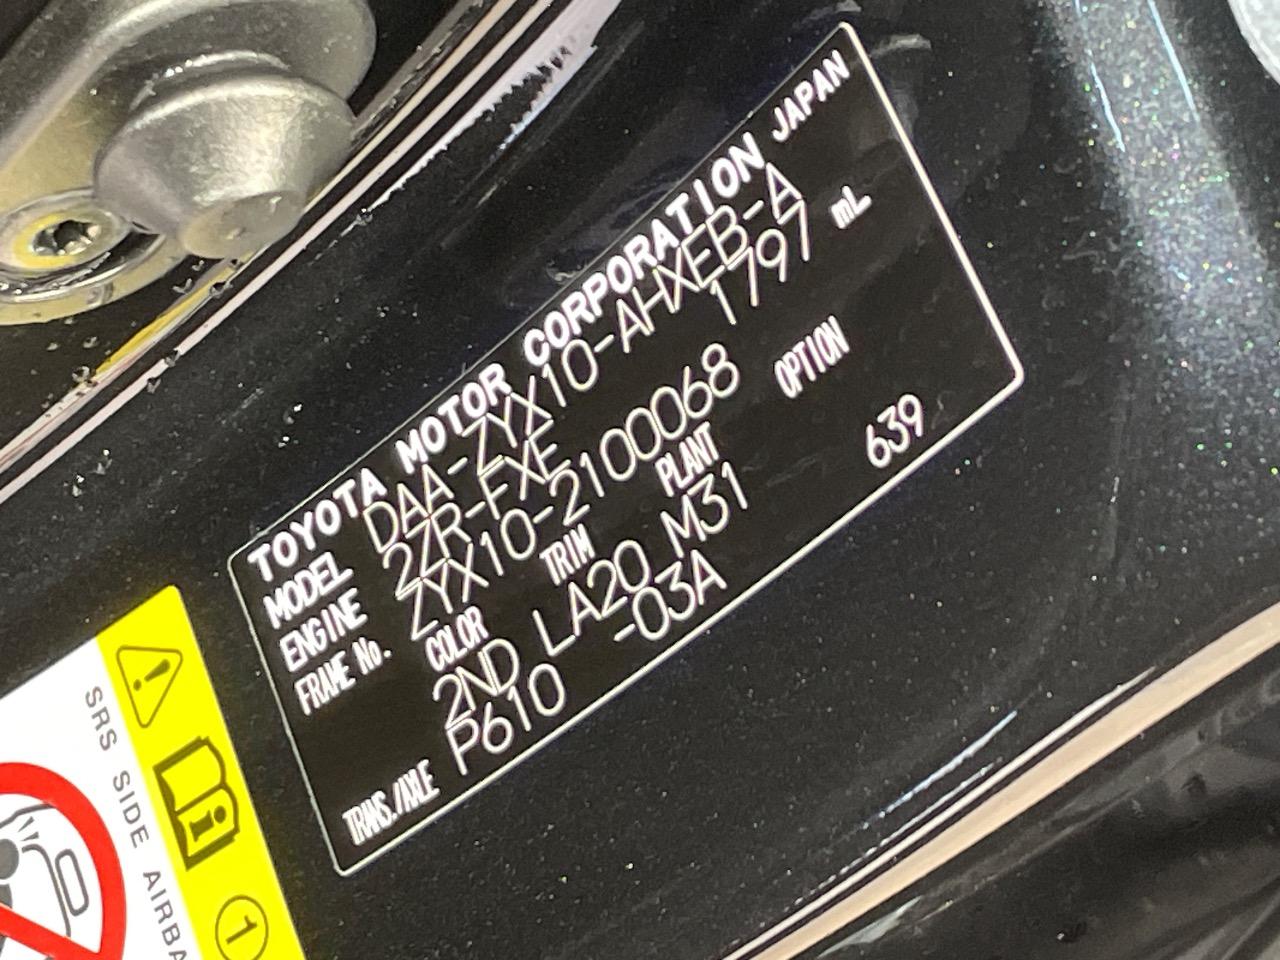 TOYOTA MOTOR CORPORATION JAPAN
MODEL DAA-ZYX10-AHXEB-A
ENGINE 2ZR-FXE 1797 mL
FRAME No. ZYX10-2100068
COLOR TRIM PLANT OPTION
2ND LA20 M31 639
TRANS./AXLE P610 -03A
SRS SIDE AIRBA
i
1